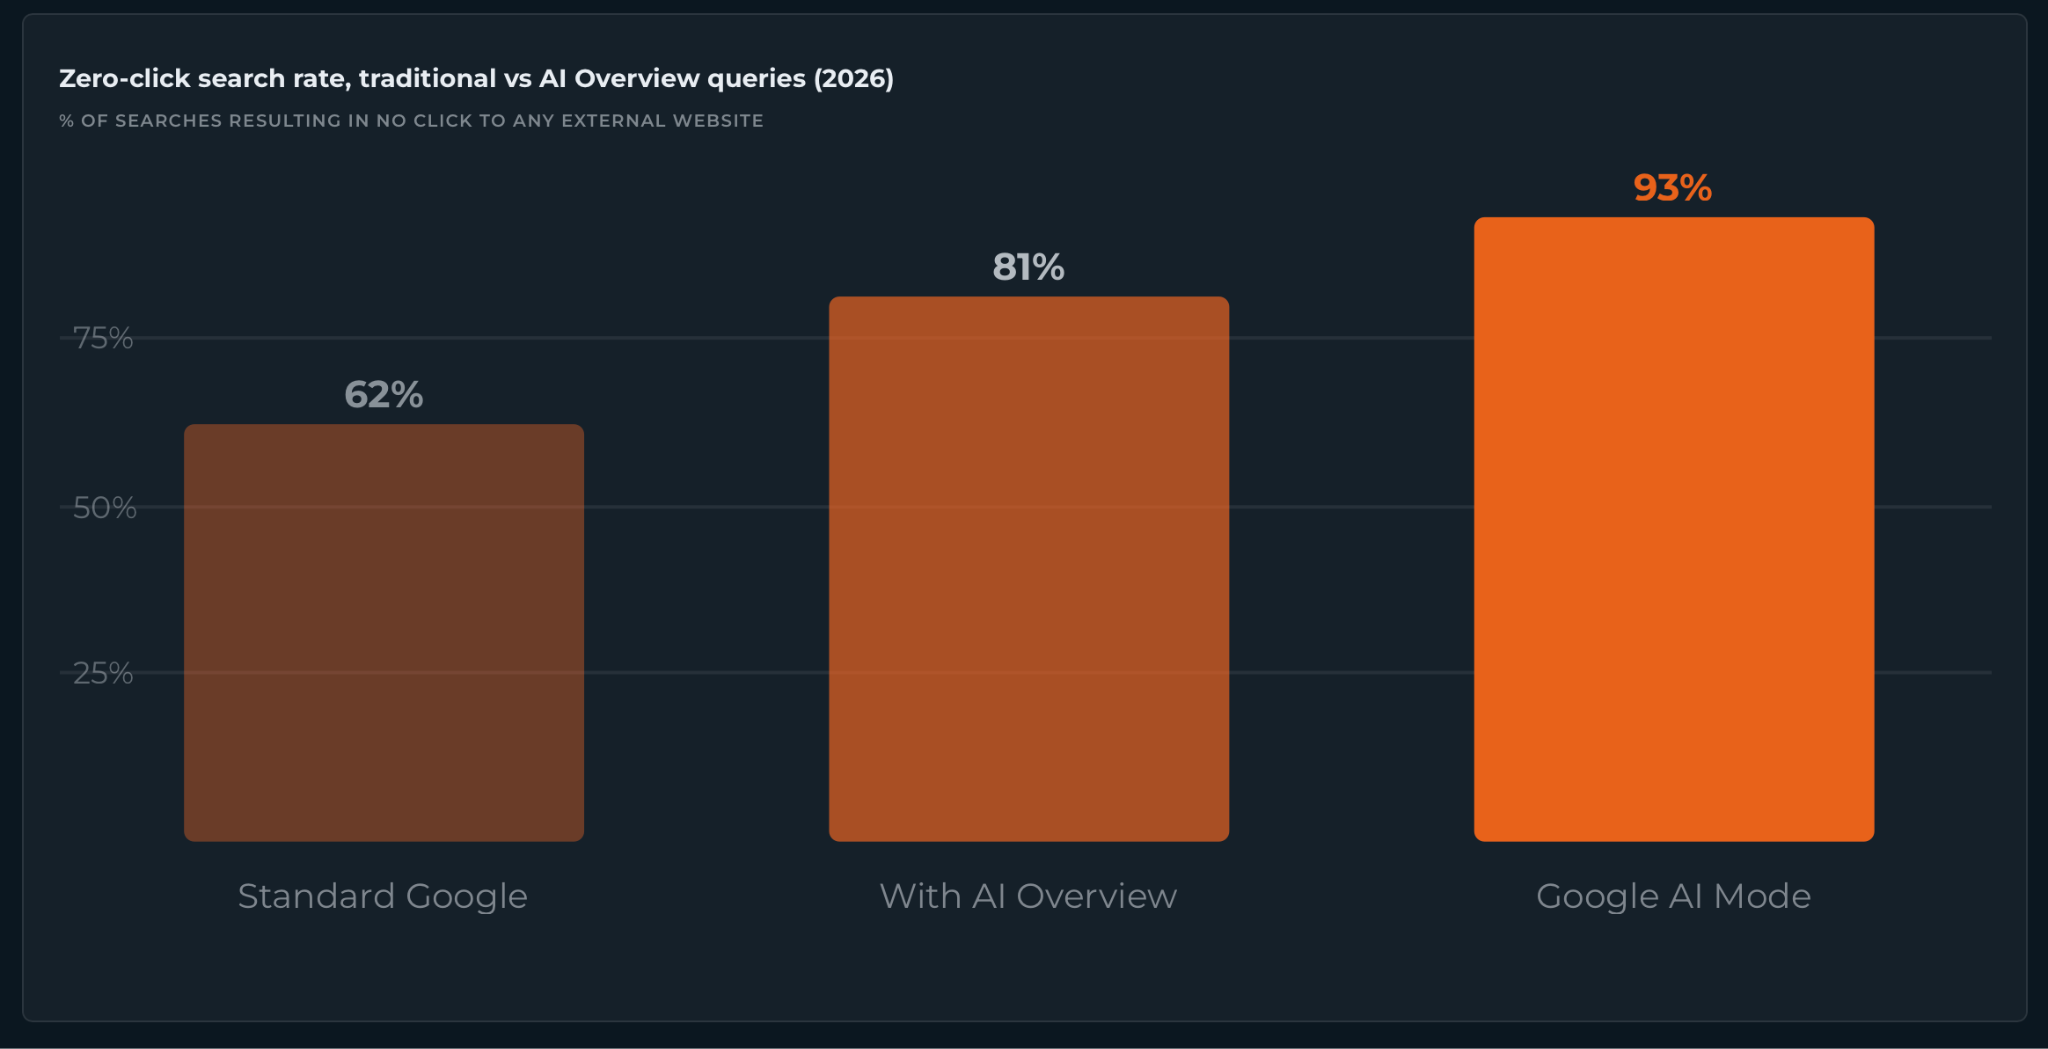 Zero-click search rate, traditional vs AI Overview queries (2026)
% OF SEARCHES RESULTING IN NO CLICK TO ANY EXTERNAL WEBSITE
93%
81%
75%
62%
50%
25%
Standard Google
With AI Overview
Google AI Mode